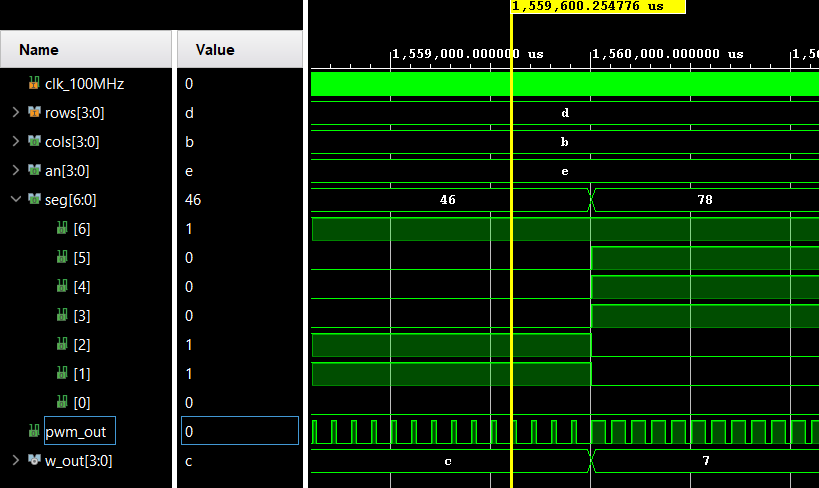 1,559,600.254776 us
Name Value
1,559,000.000000 us 1,560,000.000000 us 1,56
clk_100MHz 0
rows[3:0] d d
cols[3:0] b b
an[3:0] e e
seg[6:0] 46 46 78
[6] 1
[5] 0
[4] 0
[3] 0
[2] 1
[1] 1
[0] 0
pwm_out 0
w_out[3:0] c c 7